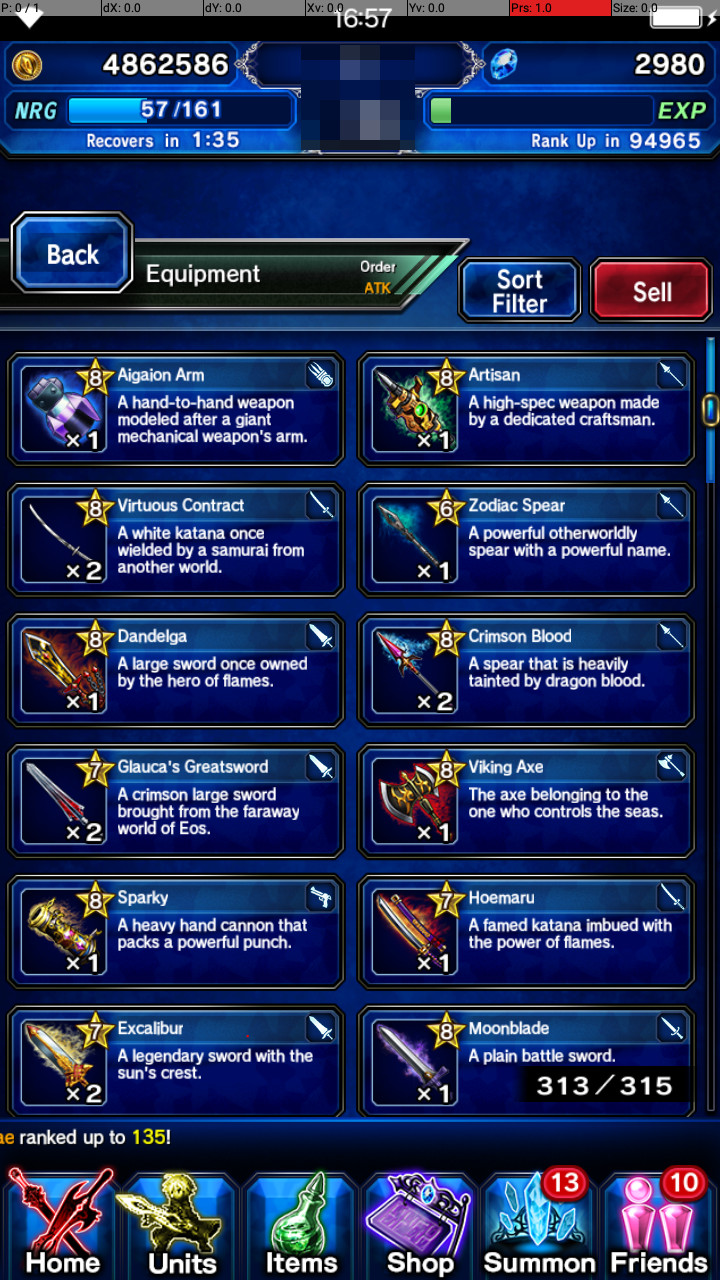 P: 0 / 1 dX: 0.0 dY: 0.0 Xv: 0.0 Yv: 0.0 Prs: 1.0 Size: 0.0
16:57
4862586 2980
NRG 57/161 EXP
Recovers in 1:35 Rank Up in 94965
Back
Equipment
Order
ATK
Sort
Filter
Sell
8 Aigaion Arm
A hand-to-hand weapon
modeled after a giant
mechanical weapon's arm.
×1
8 Artisan
A high-spec weapon made
by a dedicated craftsman.
×1
8 Virtuous Contract
A white katana once
wielded by a samurai from
another world.
×2
6 Zodiac Spear
A powerful otherworldly
spear with a powerful name.
×1
8 Dandelga
A large sword once owned
by the hero of flames.
×1
8 Crimson Blood
A spear that is heavily
tainted by dragon blood.
×2
7 Glauca's Greatsword
A crimson large sword
brought from the faraway
world of Eos.
×2
8 Viking Axe
The axe belonging to the
one who controls the seas.
×1
8 Sparky
A heavy hand cannon that
packs a powerful punch.
×1
7 Hoemaru
A famed katana imbued with
the power of flames.
×1
7 Excalibur
A legendary sword with the
sun's crest.
×2
8 Moonblade
A plain battle sword.
×1
313/315
ae ranked up to 135!
13 10
Home Units Items Shop Summon Friends